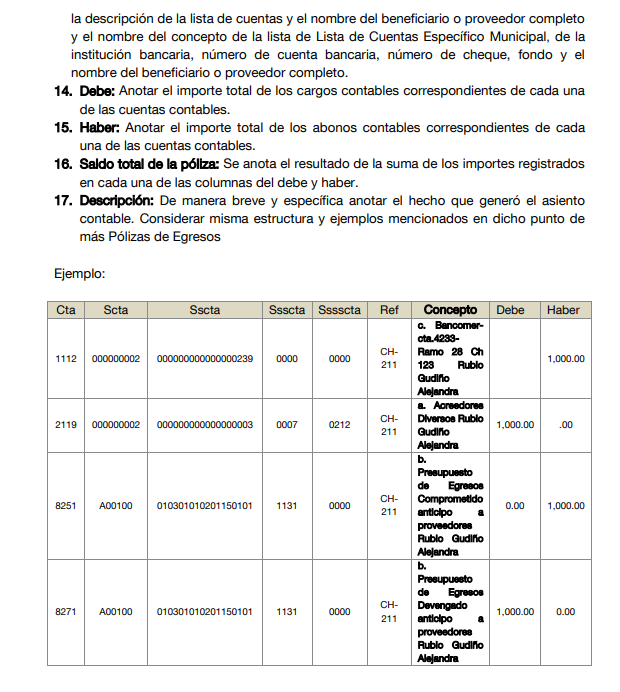 la descripción de la lista de cuentas y el nombre del beneficiario o proveedor completo
y el nombre del concepto de la lista de Lista de Cuentas Específico Municipal, de la
institución bancaria, número de cuenta bancaria, número de cheque, fondo y el
nombre del beneficiario o proveedor completo.
14. Debe: Anotar el importe total de los cargos contables correspondientes de cada una
de las cuentas contables.
15. Haber: Anotar el importe total de los abonos contables correspondientes de cada
una de las cuentas contables.
16. Saldo total de la póliza: Se anota el resultado de la suma de los importes registrados
en cada una de las columnas del debe y haber.
17. Descripción: De manera breve y específica anotar el hecho que generó el asiento
contable. Considerar misma estructura y ejemplos mencionados en dicho punto de
más Pólizas de Egresos
Ejemplo:
Cta Scta Sscta Ssscta Sssscta Ref Concepto Debe Haber
c. Bancomer-
cta.4233-
Ramo 28 Ch
123 Rubio
Gudiño
Alejandra
1112 000000002 000000000000000239 0000 0000 CH-
211
1,000.00
a. Acreedores
Diversos Rubio
Gudiño
Alejandra
2119 000000002 000000000000000003 0007 0212 CH-
211
1,000.00 .00
b.
Presupuesto
de Egresos
Comprometido
anticipo a
proveedores
Rubio Gudiño
Alejandra
8251 A00100 010301010201150101 1131 0000 CH-
211
0.00 1,000.00
b.
Presupuesto
de Egresos
Devengado
anticipo a
proveedores
Rubio Gudiño
Alejandra
8271 A00100 010301010201150101 1131 0000 CH-
211
1,000.00 0.00